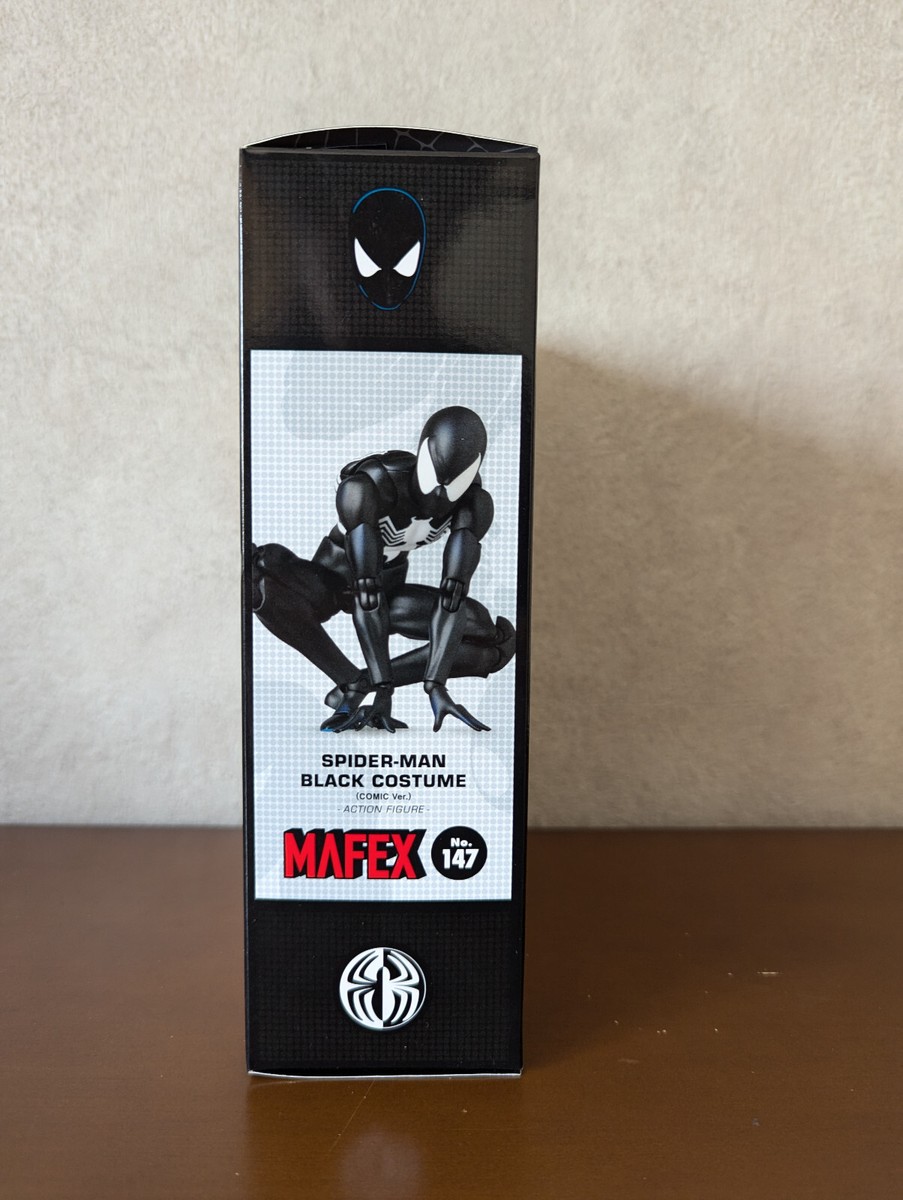 SPIDER-MAN
BLACK COSTUME
(COMIC Ver.)
-ACTION FIGURE-
MAFEX No. 147